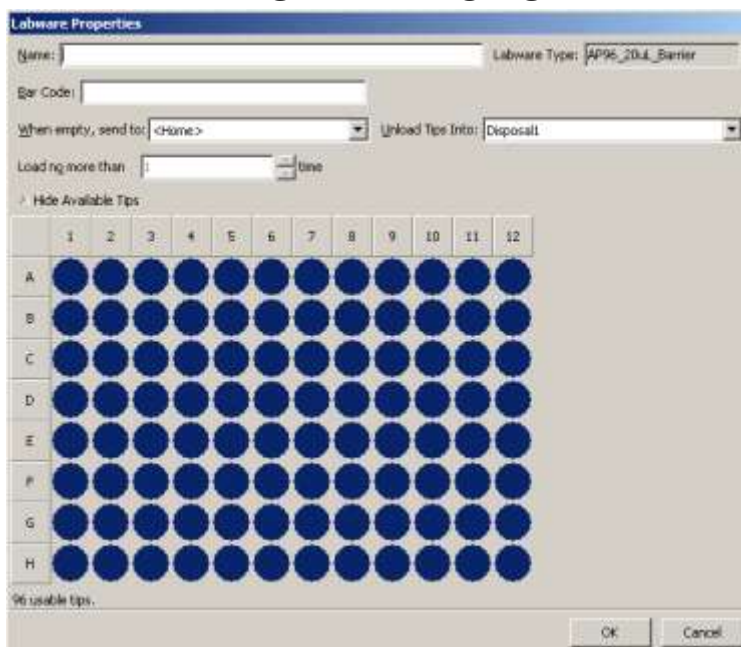 Labware Properties
Name: Labware Type: AP96_20uL_Barrier
Bar Code:
When empty, send to: <Home> Unload Tips Into: Disposal1
Load ng more than 1 time
Hide Available Tips
1 2 3 4 5 6 7 8 9 10 11 12
A
B
C
D
E
F
G
H
96 usable tips.
OK Cancel